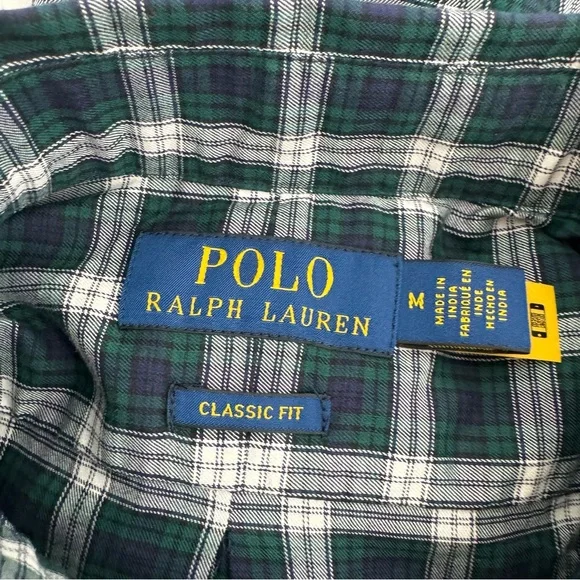 POLO
RALPH LAUREN
M
MADE IN
INDIA
FABRIQUÉ EN
INDE
HECHO EN
INDIA
CLASSIC FIT